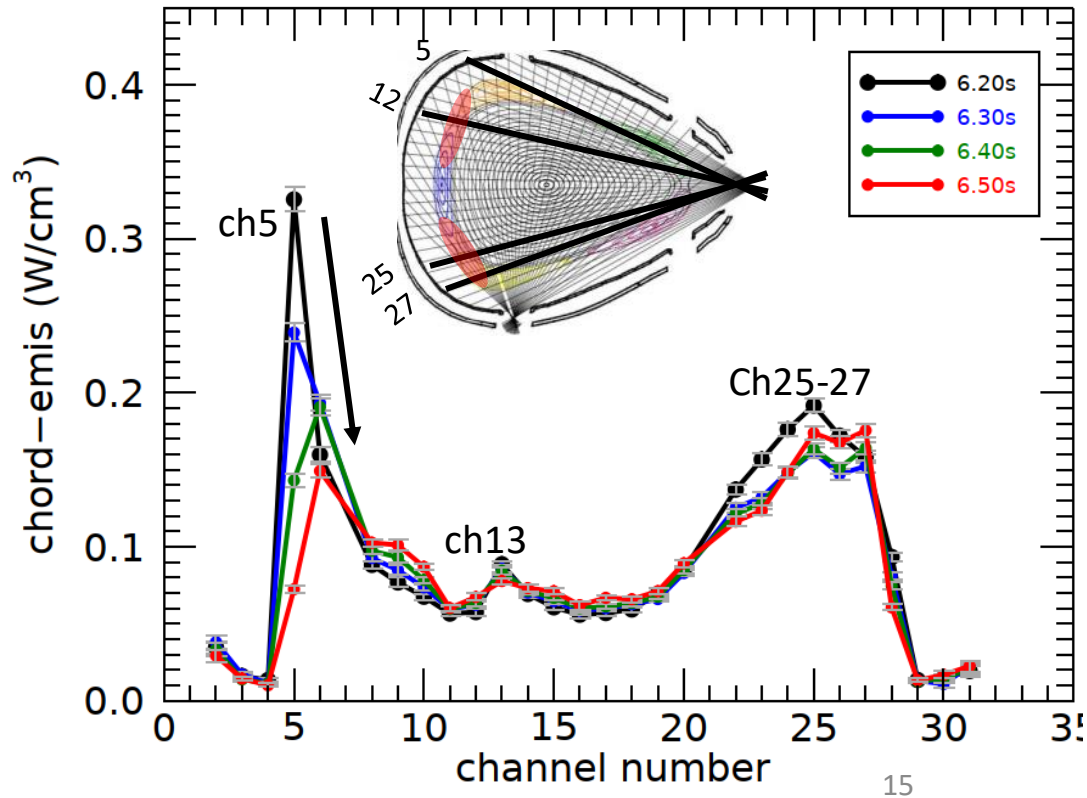 0.4
0.3
0.2
0.1
0.0
chord−emis (W/cm³)
5
12
25
27
6.20s
6.30s
6.40s
6.50s
ch5
ch13
Ch25-27
0 5 10 15 20 25 30 35
channel number
15